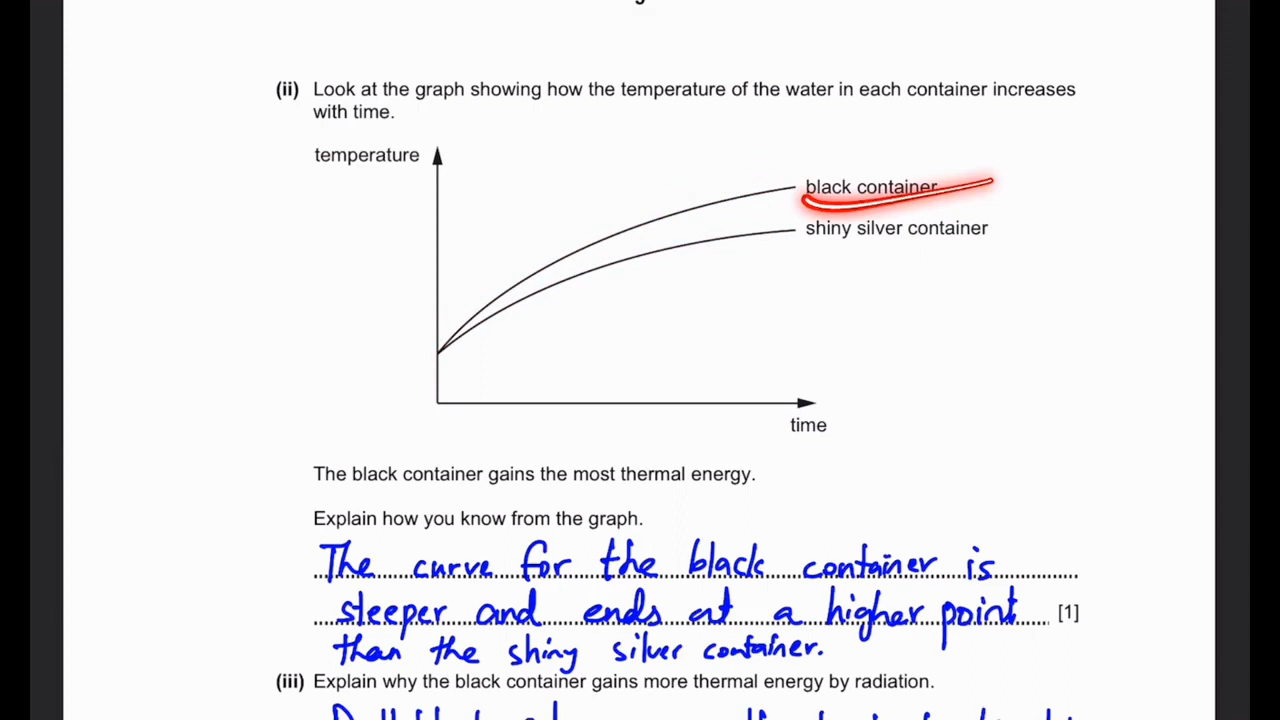 (ii) Look at the graph showing how the temperature of the water in each container increases
with time.
temperature
black container
shiny silver container
time
The black container gains the most thermal energy.
Explain how you know from the graph.
The curve for the black container is
steeper and ends at a higher point [1]
than the shiny silver container.
(iii) Explain why the black container gains more thermal energy by radiation.